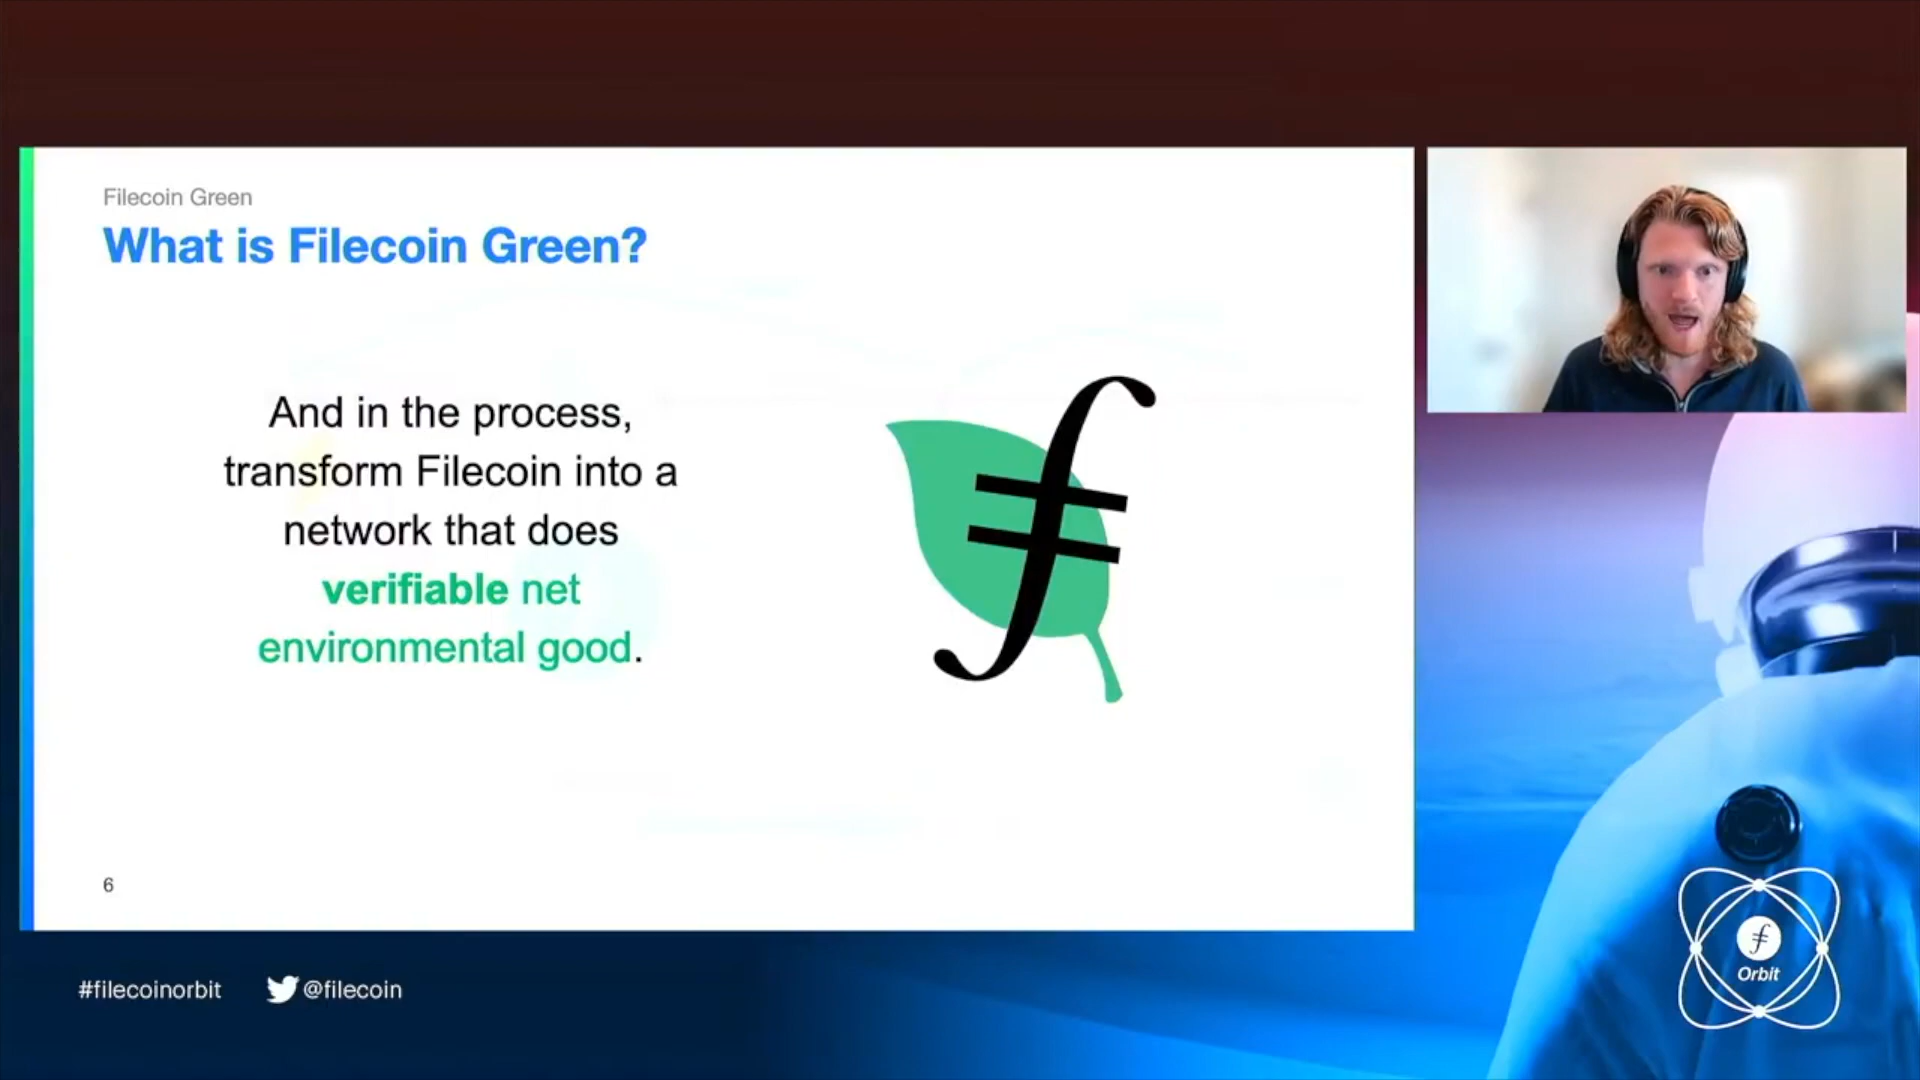 Filecoin Green
What is Filecoin Green?
And in the process,
transform Filecoin into a
network that does
verifiable net
environmental good.
6
#filecoinorbit
@filecoin
Orbit